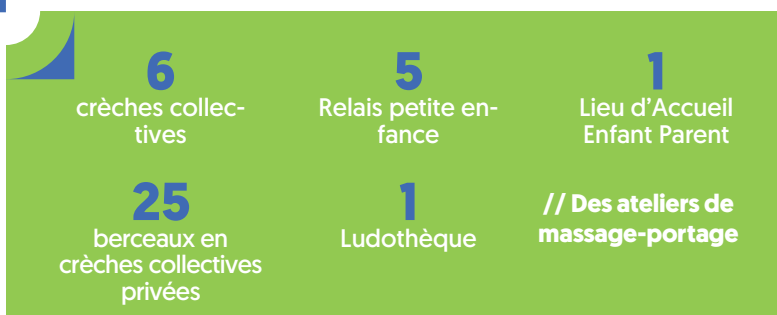 6
crèches collec-
tives
5
Relais petite en-
fance
1
Lieu d’Accueil
Enfant Parent
25
berceaux en
crèches collectives
privées
1
Ludothèque
// Des ateliers de
massage-portage